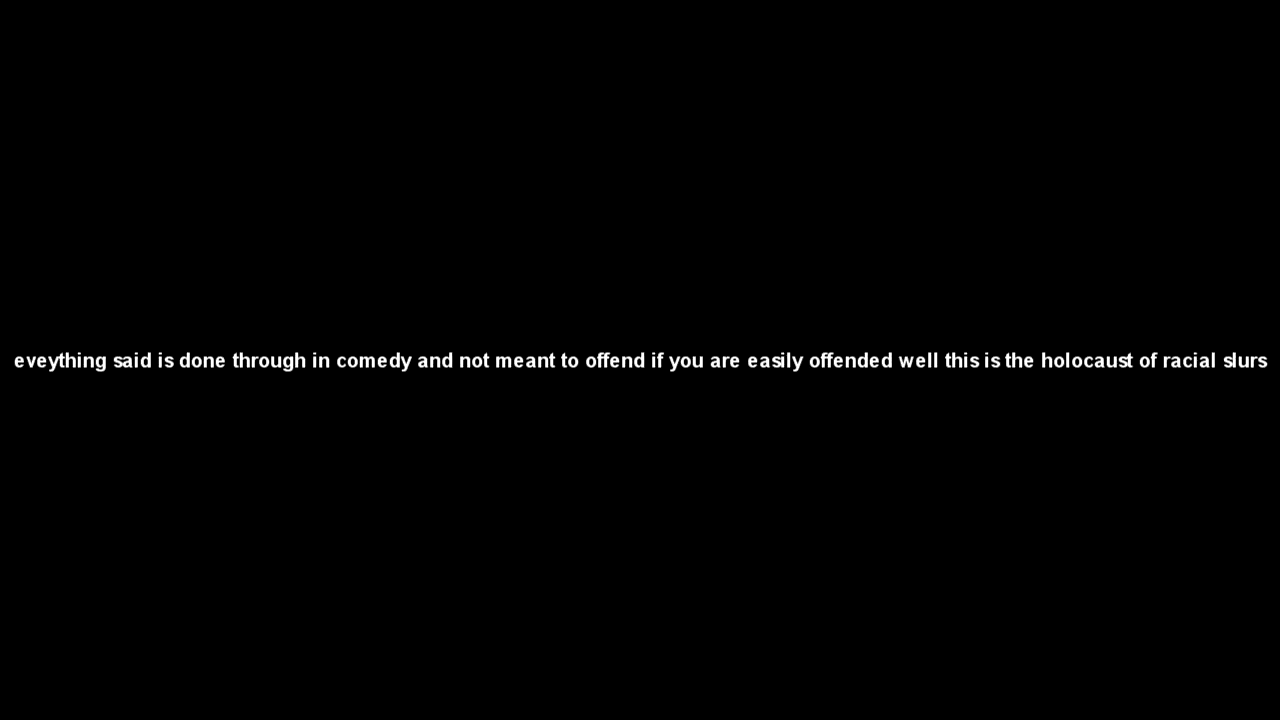 eveything said is done through in comedy and not meant to offend if you are easily offended well this is the holocaust of racial slurs